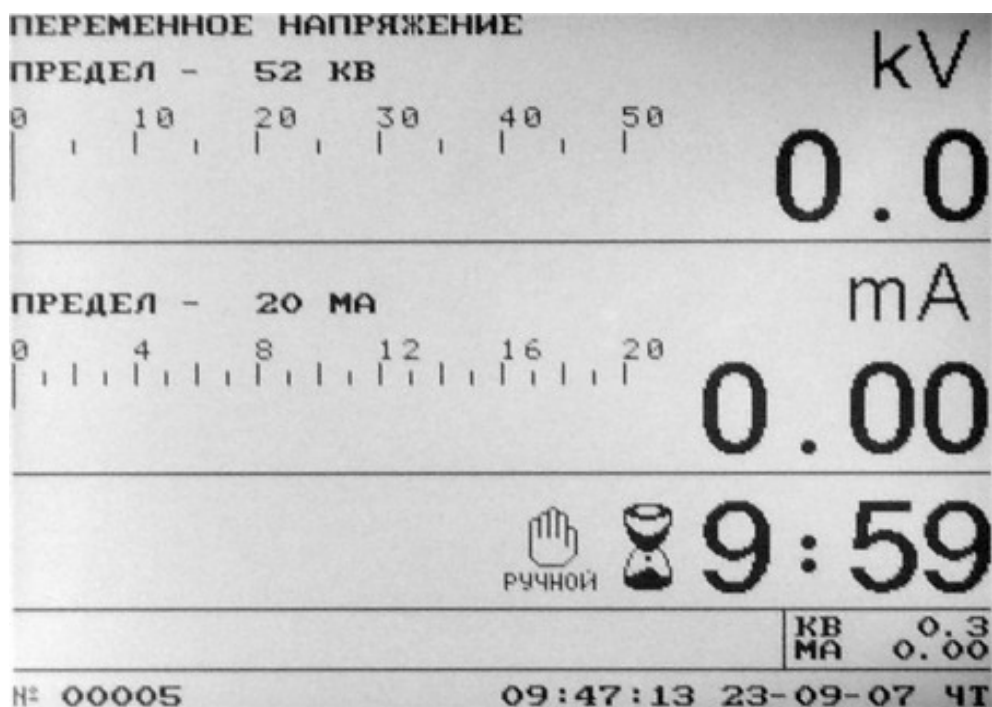 ПЕРЕМЕННОЕ НАПРЯЖЕНИЕ
kV
ПРЕДЕЛ - 52 КВ
0 10 20 30 40 50
0.0
mA
ПРЕДЕЛ - 20 МА
0 4 8 12 16 20
0.00
9:59
РУЧНОЙ
КВ 0.3
МА 0.00
№ 00005 09:47:13 23-09-07 ЧТ